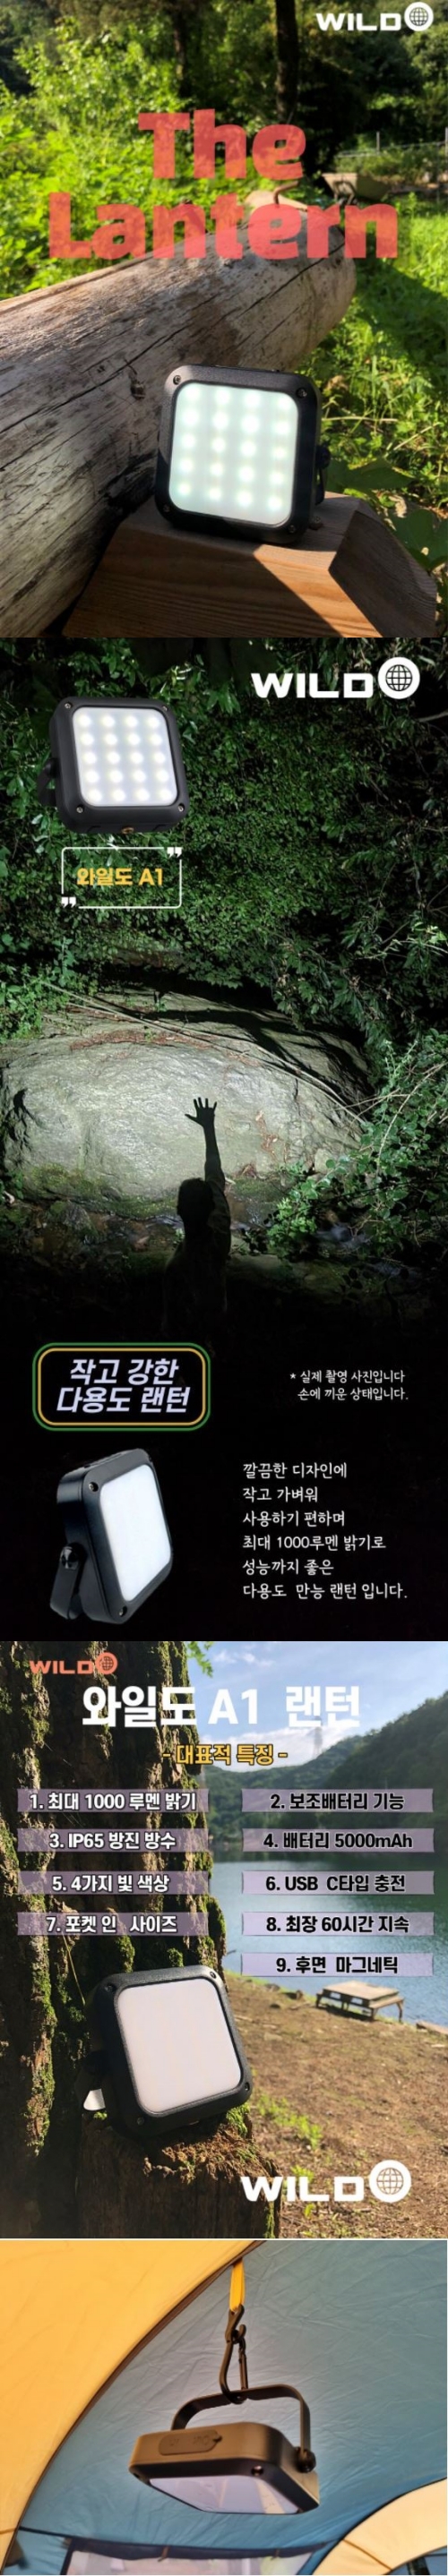 WILDO
The
Lantern
WILDO
와일도 A1
작고 강한
다용도 랜턴
* 실제 촬영 사진입니다
손에 끼운 상태입니다.
깔끔한 디자인에
작고 가벼워
사용하기 편하며
최대 1000루멘 밝기로
성능까지 좋은
다용도 만능 랜턴 입니다.
WILDO
와일도 A1 랜턴
- 대표적 특징 -
1. 최대 1000 루멘 밝기
2. 보조배터리 기능
3. IP65 방진 방수
4. 배터리 5000mAh
5. 4가지 빛 색상
6. USB C타입 충전
7. 포켓 인 사이즈
8. 최장 60시간 지속
9. 후면 마그네틱
WILDO